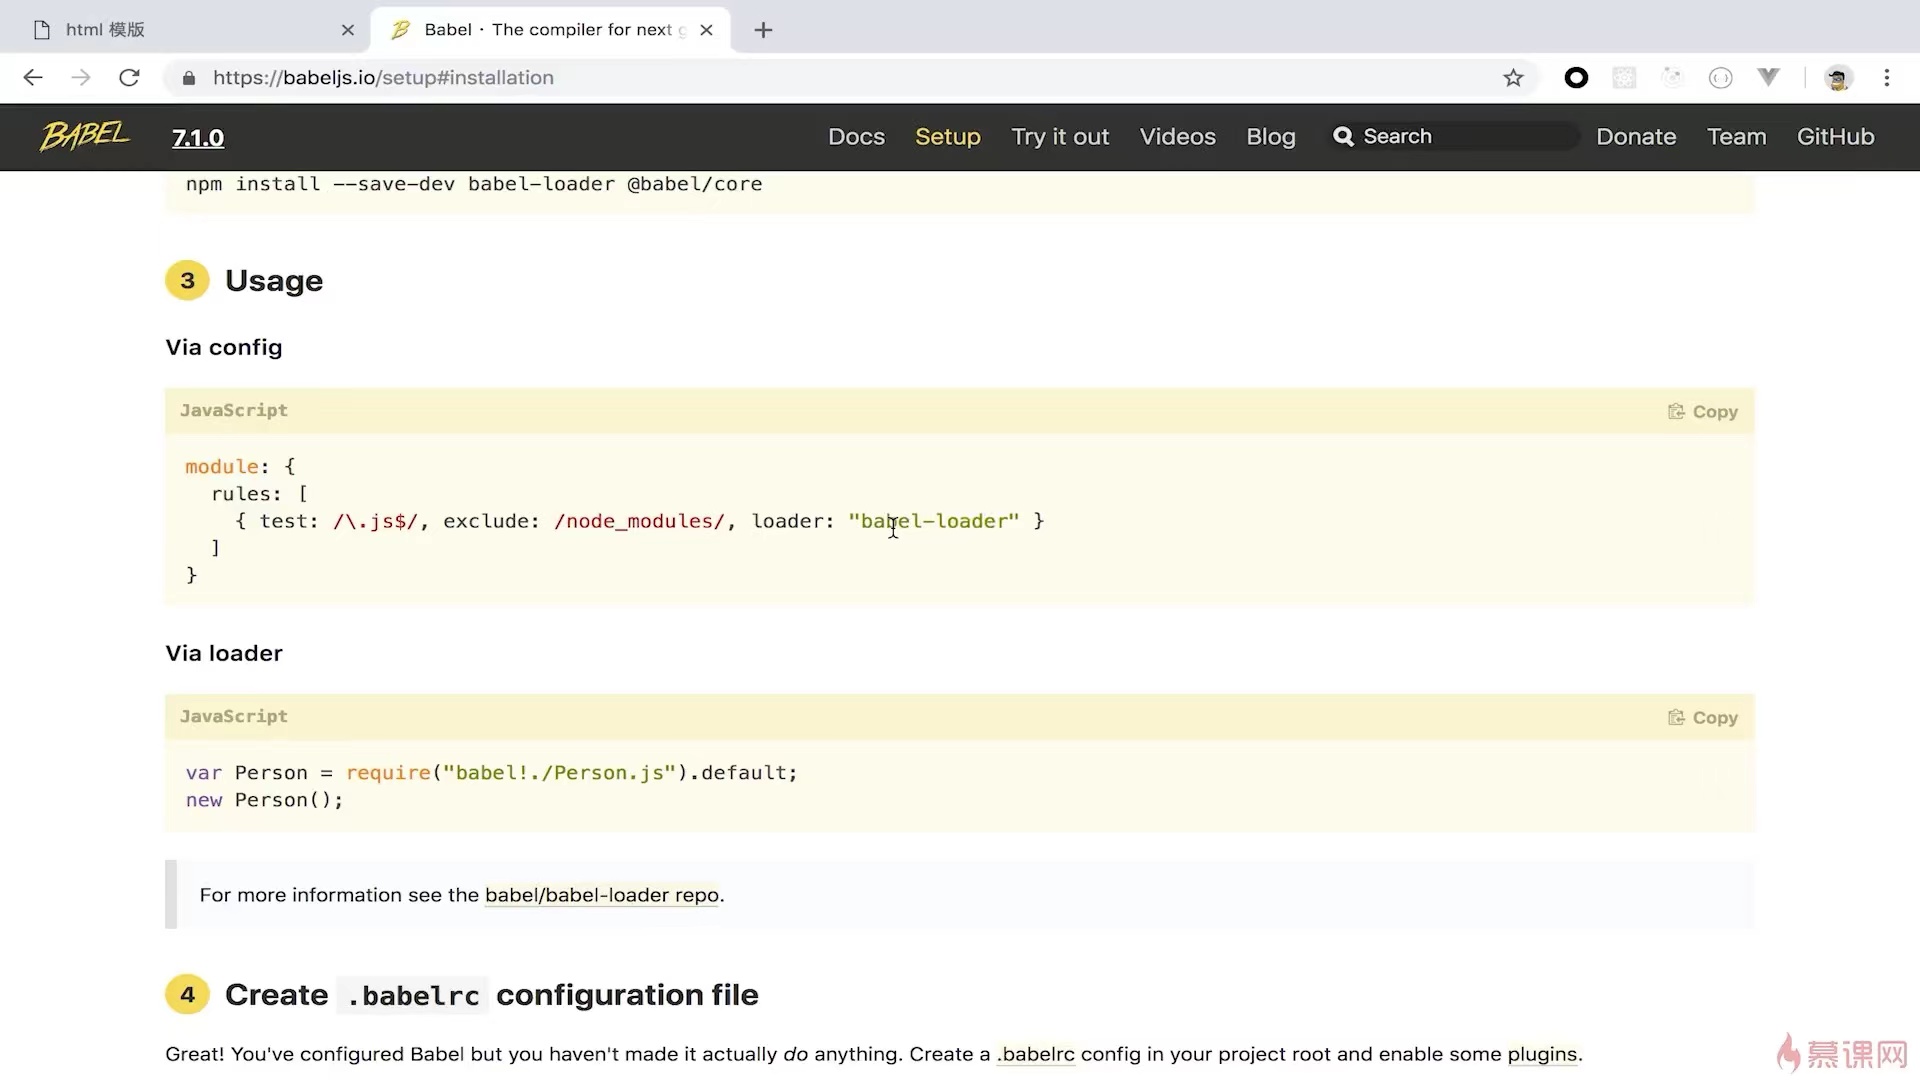 html 模版
Babel · The compiler for next g
https://babeljs.io/setup#installation
BABEL 7.1.0 Docs Setup Try it out Videos Blog Search Donate Team GitHub
npm install --save-dev babel-loader @babel/core
3 Usage
Via config
JavaScript Copy
module: {
rules: [
{ test: /\.js$/, exclude: /node_modules/, loader: "babel-loader" }
]
}
Via loader
JavaScript Copy
var Person = require("babel!./Person.js").default;
new Person();
For more information see the babel/babel-loader repo.
4 Create .babelrc configuration file
Great! You've configured Babel but you haven't made it actually do anything. Create a .babelrc config in your project root and enable some plugins.
慕课网